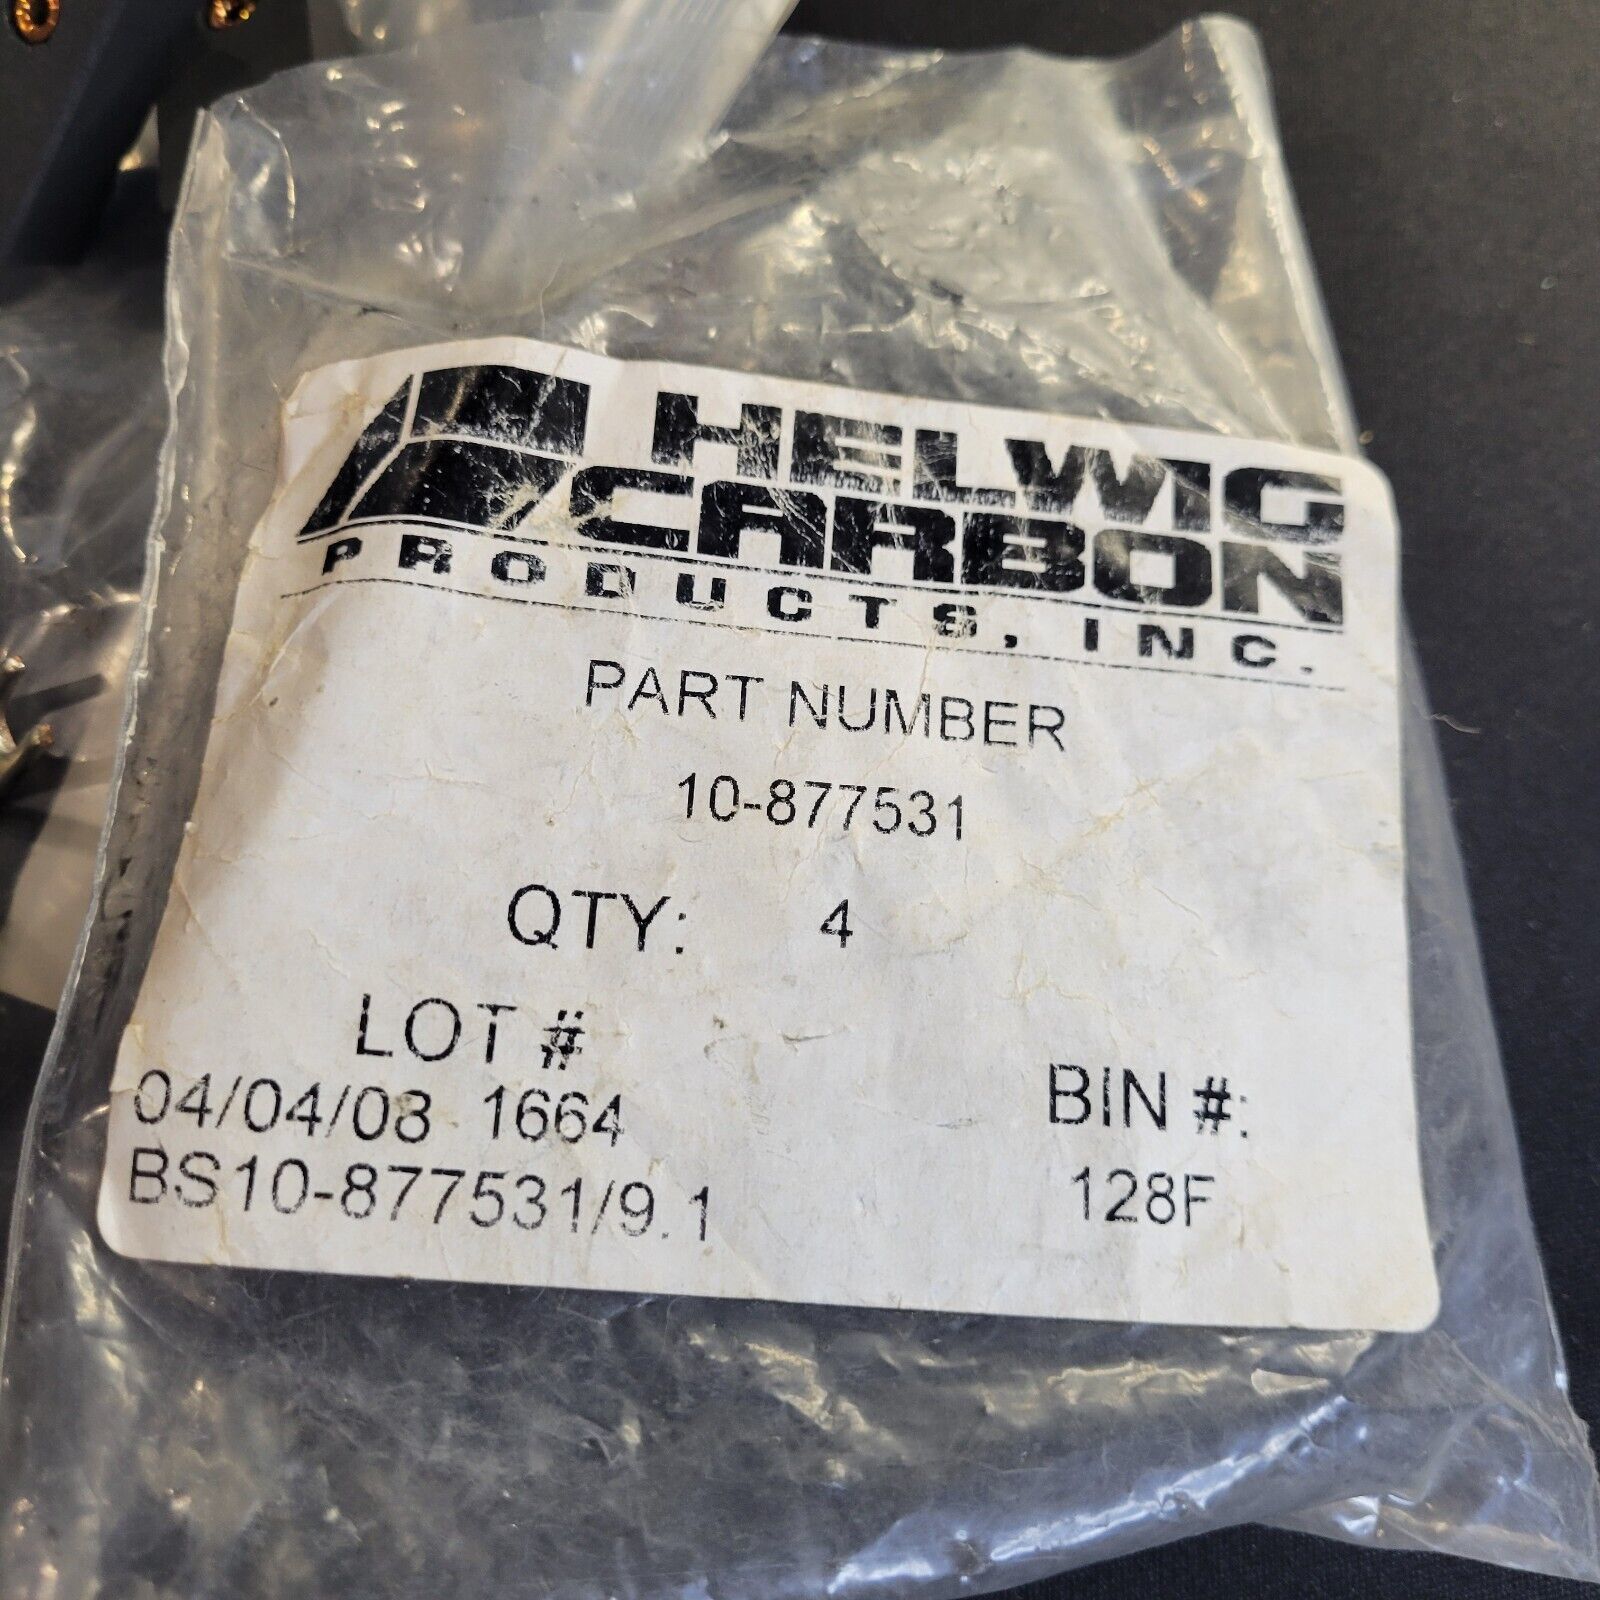 HELWIG
CARBON
PRODUCTS, INC.
PART NUMBER
10-877531
QTY: 4
LOT #
04/04/08 1664
BS10-877531/9.1
BIN #:
128F